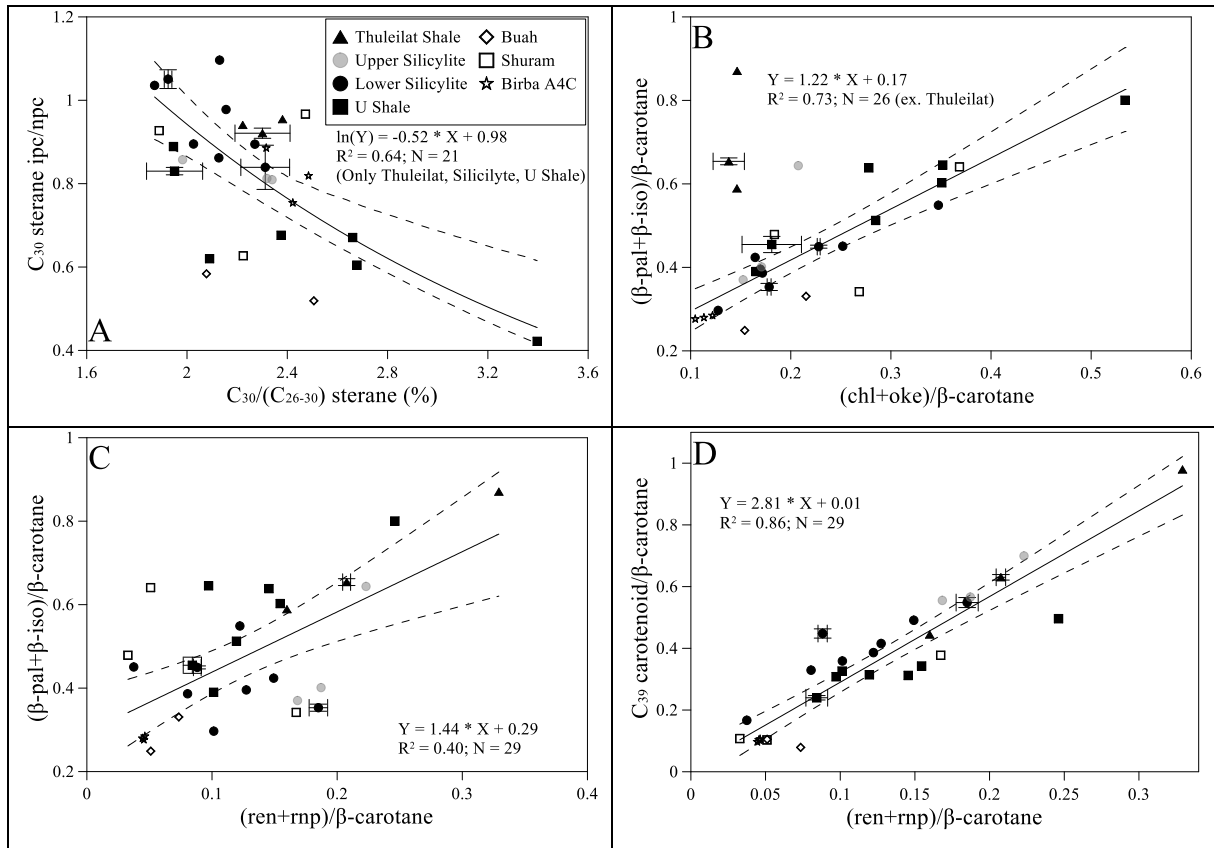 A
C₃₀ sterane ipc/npc
1.2
1
0.8
0.6
0.4
Thuleilat Shale
Upper Silicylite
Lower Silicylite
U Shale
Buah
Shuram
Birba A4C
ln(Y) = -0.52 * X + 0.98
R² = 0.64; N = 21
(Only Thuleilat, Silicilyte, U Shale)
1.6 2 2.4 2.8 3.2 3.6
C₃₀/(C₂₆₋₃₀) sterane (%)
B
(β-pal+β-iso)/β-carotane
1
0.8
0.6
0.4
0.2
Y = 1.22 * X + 0.17
R² = 0.73; N = 26 (ex. Thuleilat)
0.1 0.2 0.3 0.4 0.5 0.6
(chl+oke)/β-carotane
C
(β-pal+β-iso)/β-carotane
1
0.8
0.6
0.4
0.2
Y = 1.44 * X + 0.29
R² = 0.40; N = 29
0 0.1 0.2 0.3 0.4
(ren+rnp)/β-carotane
D
C₃₉ carotenoid/β-carotane
1
0.8
0.6
0.4
0.2
0
Y = 2.81 * X + 0.01
R² = 0.86; N = 29
0 0.05 0.1 0.15 0.2 0.25 0.3
(ren+rnp)/β-carotane